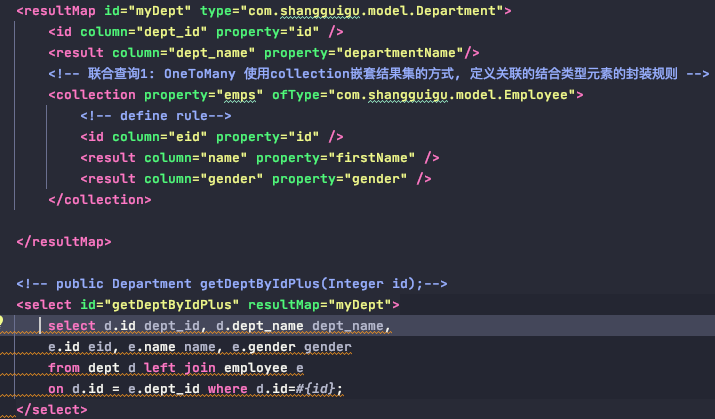 <resultMap id="myDept" type="com.shangguigu.model.Department">
<id column="dept_id" property="id" />
<result column="dept_name" property="departmentName"/>
<!-- 联合查询1: OneToMany 使用collection嵌套结果集的方式, 定义关联的结合类型元素的封装规则 -->
<collection property="emps" ofType="com.shangguigu.model.Employee">
<!-- define rule-->
<id column="eid" property="id" />
<result column="name" property="firstName" />
<result column="gender" property="gender" />
</collection>
</resultMap>
<!-- public Department getDeptByIdPlus(Integer id);-->
<select id="getDeptByIdPlus" resultMap="myDept">
select d.id dept_id, d.dept_name dept_name,
e.id eid, e.name name, e.gender gender
from dept d left join employee e
on d.id = e.dept_id where d.id=#{id};
</select>